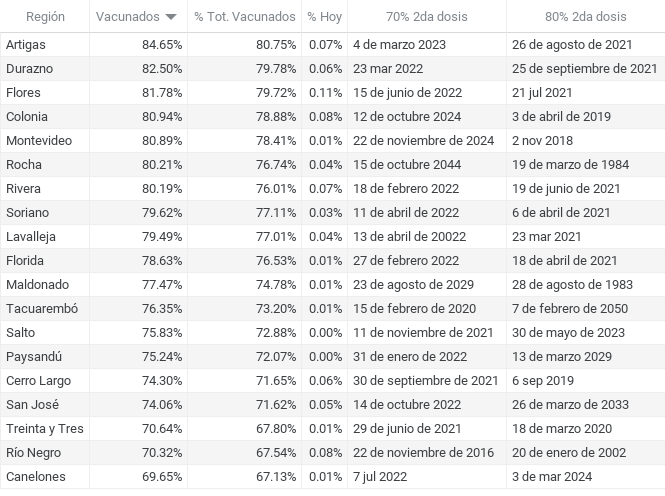 Región Vacunados % Tot. Vacunados % Hoy 70% 2da dosis 80% 2da dosis
Artigas 84.65% 80.75% 0.07% 4 de marzo 2023 26 de agosto de 2021
Durazno 82.50% 79.78% 0.06% 23 mar 2022 25 de septiembre de 2021
Flores 81.78% 79.72% 0.11% 15 de junio de 2022 21 jul 2021
Colonia 80.94% 78.88% 0.08% 12 de octubre 2024 3 de abril de 2019
Montevideo 80.89% 78.41% 0.01% 22 de noviembre de 2024 2 nov 2018
Rocha 80.21% 76.74% 0.04% 15 de octubre 2044 19 de marzo de 1984
Rivera 80.19% 76.01% 0.07% 18 de febrero 2022 19 de junio de 2021
Soriano 79.62% 77.11% 0.03% 11 de abril de 2022 6 de abril de 2021
Lavalleja 79.49% 77.01% 0.04% 13 de abril de 20022 23 mar 2021
Florida 78.63% 76.53% 0.01% 27 de febrero 2022 18 de abril de 2021
Maldonado 77.47% 74.78% 0.01% 23 de agosto de 2029 28 de agosto de 1983
Tacuarembó 76.35% 73.20% 0.01% 15 de febrero de 2020 7 de febrero de 2050
Salto 75.83% 72.88% 0.00% 11 de noviembre de 2021 30 de mayo de 2023
Paysandú 75.24% 72.07% 0.00% 31 de enero de 2022 13 de marzo 2029
Cerro Largo 74.30% 71.65% 0.06% 30 de septiembre de 2021 6 sep 2019
San José 74.06% 71.62% 0.05% 14 de octubre 2022 26 de marzo de 2033
Treinta y Tres 70.64% 67.80% 0.01% 29 de junio de 2021 18 de marzo 2020
Río Negro 70.32% 67.54% 0.08% 22 de noviembre de 2016 20 de enero de 2002
Canelones 69.65% 67.13% 0.01% 7 jul 2022 3 de mar 2024